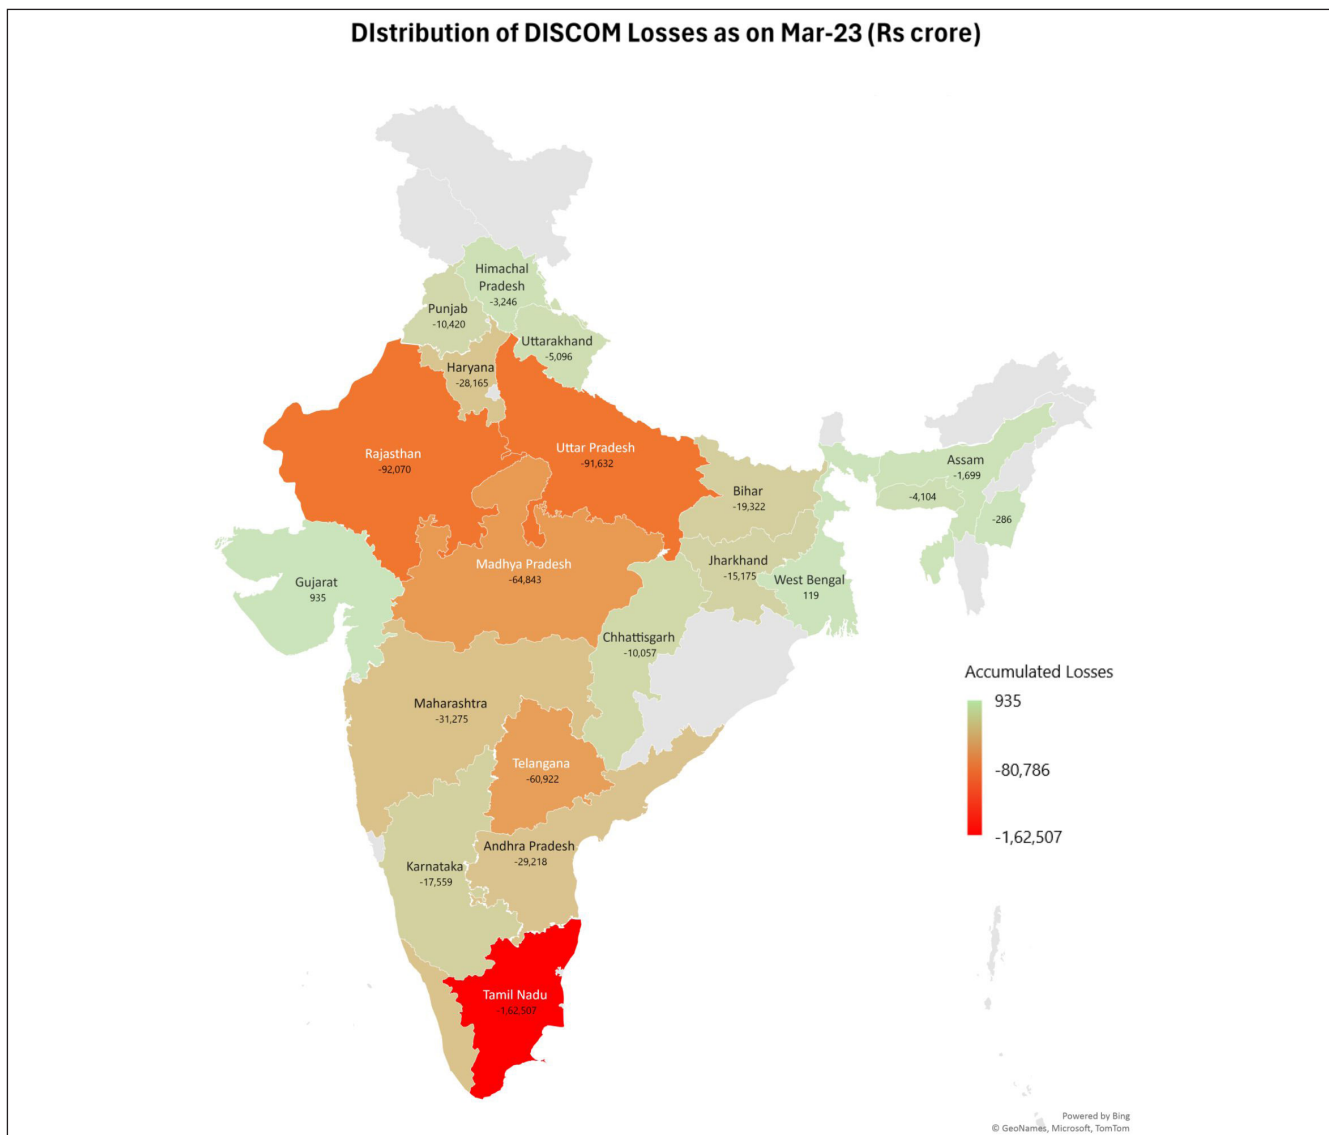 DIstribution of DISCOM Losses as on Mar-23 (Rs crore)
Himachal
Pradesh
-3,246
Punjab
-10,420
Uttarakhand
-5,096
Haryana
-28,165
Rajasthan
-92,070
Uttar Pradesh
-91,632
Bihar
-19,322
Assam
-1,699
-4,104
-286
Jharkhand
-15,175
West Bengal
119
Madhya Pradesh
-64,843
Gujarat
935
Chhattisgarh
-10,057
Maharashtra
-31,275
Telangana
-60,922
Andhra Pradesh
-29,218
Karnataka
-17,559
Tamil Nadu
-1,62,507
Accumulated Losses
935
-80,786
-1,62,507
Powered by Bing
© GeoNames, Microsoft, TomTom